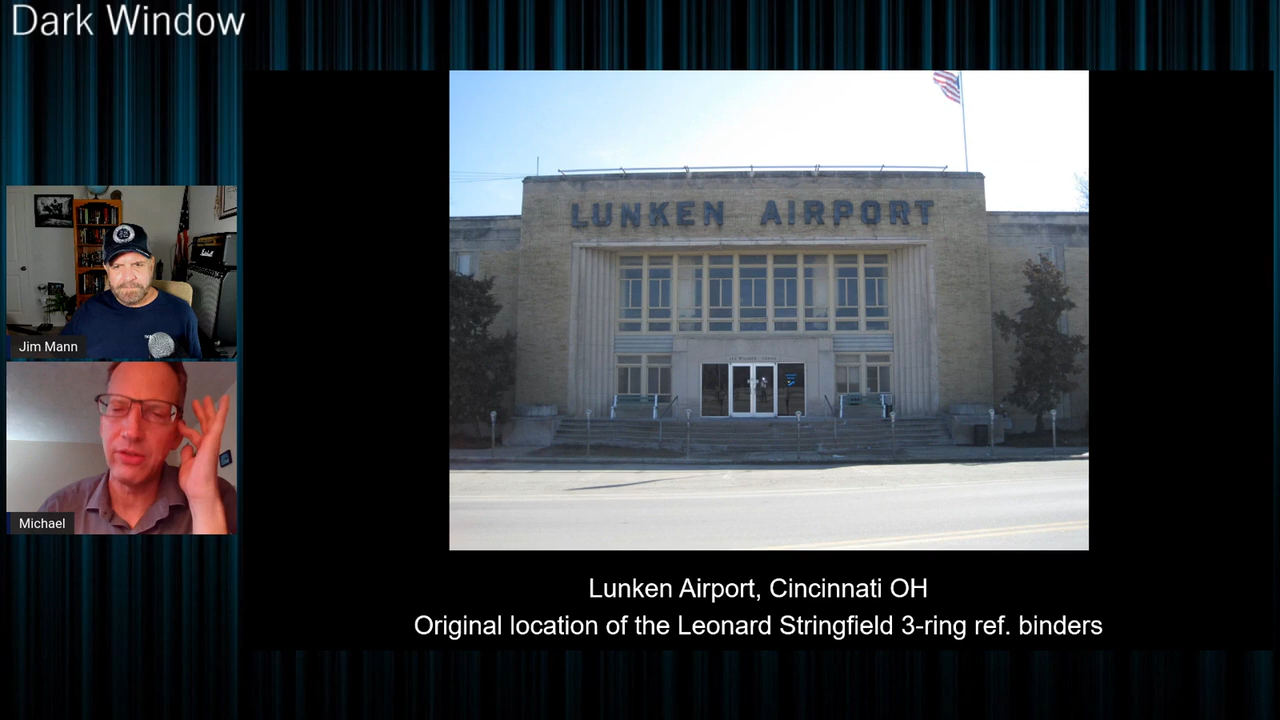 Dark Window
LUNKEN AIRPORT
Jim Mann
Michael
Lunken Airport, Cincinnati OH
Original location of the Leonard Stringfield 3-ring ref. binders